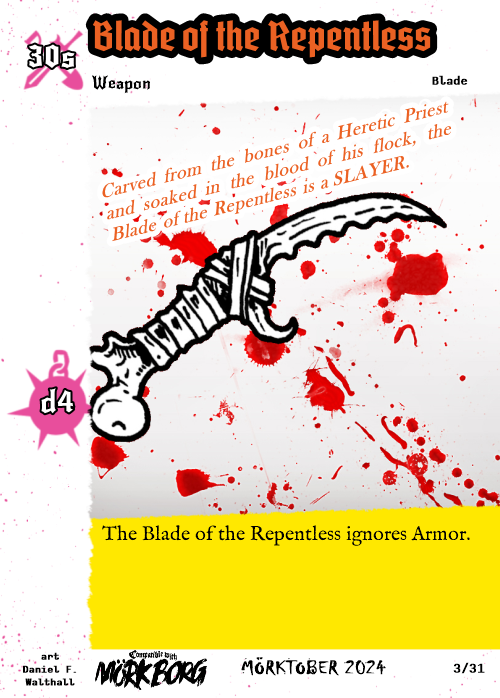 Blade of the Repentless
30s
Weapon
Blade
Carved from the bones of a Heretic Priest
and soaked in the blood of his flock, the
Blade of the Repentless is a SLAYER.
2
d4
The Blade of the Repentless ignores Armor.
art
Daniel F.
Walthall
Compatible with
MÖRK BORG
MÖRKTOBER 2024
3/31